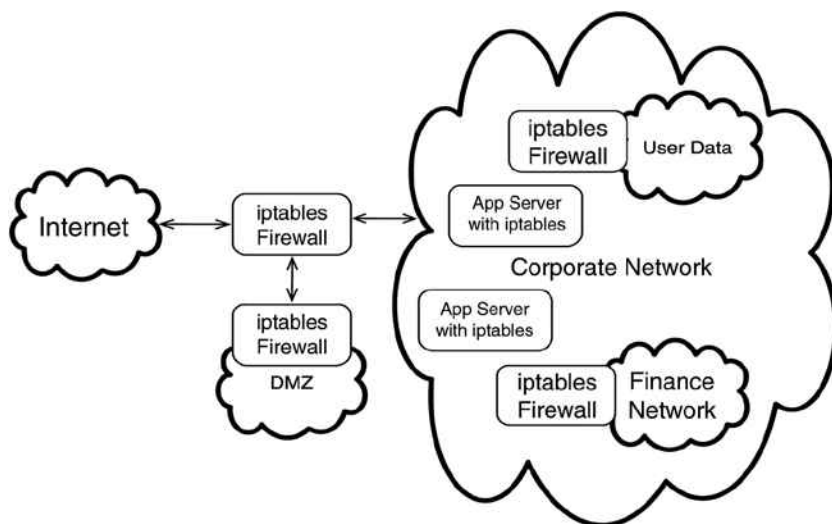 iptables
Firewall
User Data
App Server
with iptables
Internet
iptables
Firewall
Corporate Network
App Server
with iptables
iptables
Firewall
DMZ
iptables
Firewall
Finance
Network